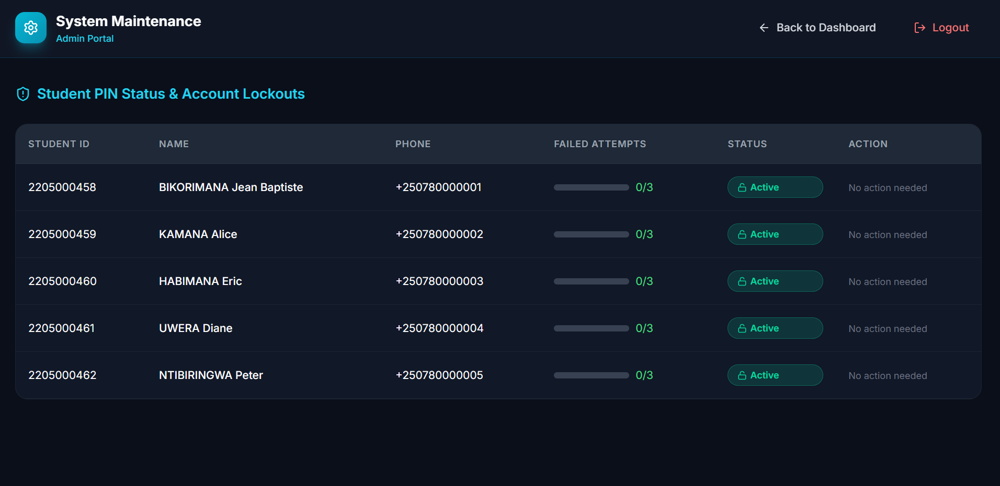 System Maintenance
Admin Portal
Back to Dashboard
Logout
Student PIN Status & Account Lockouts
STUDENT ID NAME PHONE FAILED ATTEMPTS STATUS ACTION
2205000458 BIKORIMANA Jean Baptiste +250780000001 0/3 Active No action needed
2205000459 KAMANA Alice +250780000002 0/3 Active No action needed
2205000460 HABIMANA Eric +250780000003 0/3 Active No action needed
2205000461 UWERA Diane +250780000004 0/3 Active No action needed
2205000462 NTIBIRINGWA Peter +250780000005 0/3 Active No action needed